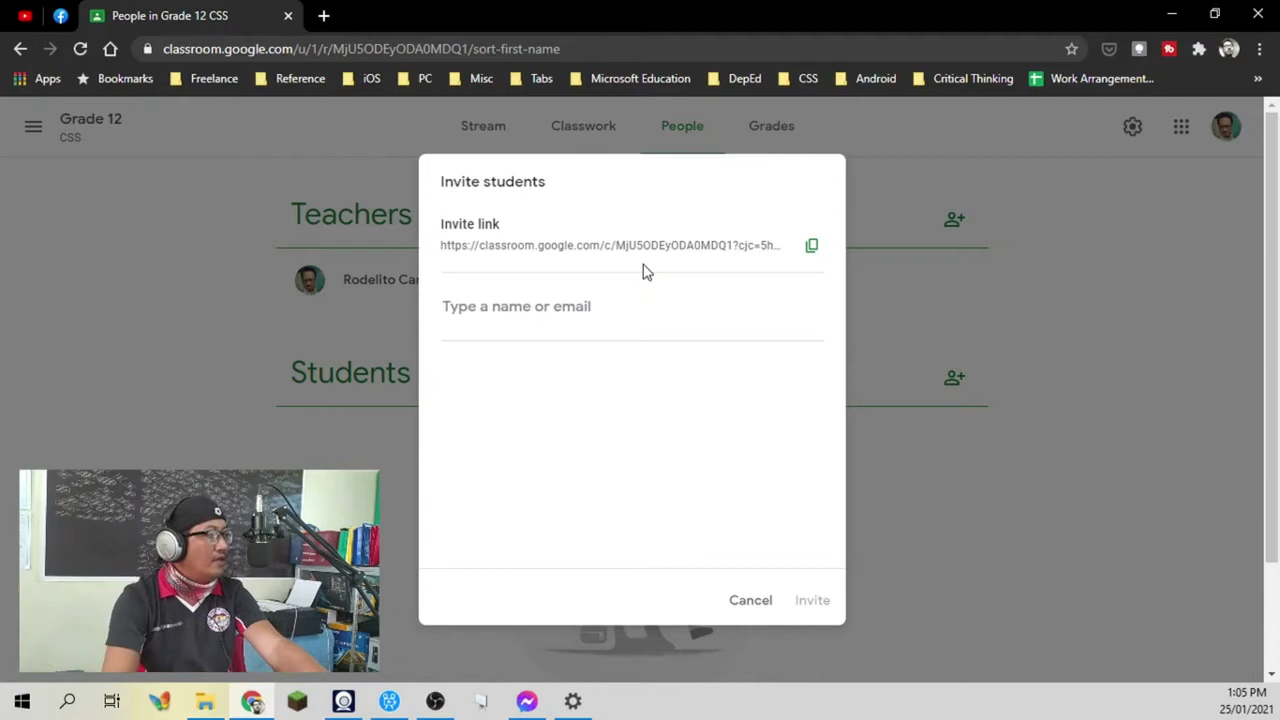 People in Grade 12 CSS
classroom.google.com/u/1/r/MjU5ODEyODA0MDQ1/sort-first-name
Apps Bookmarks Freelance Reference iOS PC Misc Tabs Microsoft Education DepEd CSS Android Critical Thinking Work Arrangement... »
Grade 12
CSS
Stream Classwork People Grades
Invite students
Invite link
https://classroom.google.com/c/MjU5ODEyODA0MDQ1?cjc=5h...
Type a name or email
Cancel Invite
Teachers
Rodelito Car
Students
1:05 PM
25/01/2021